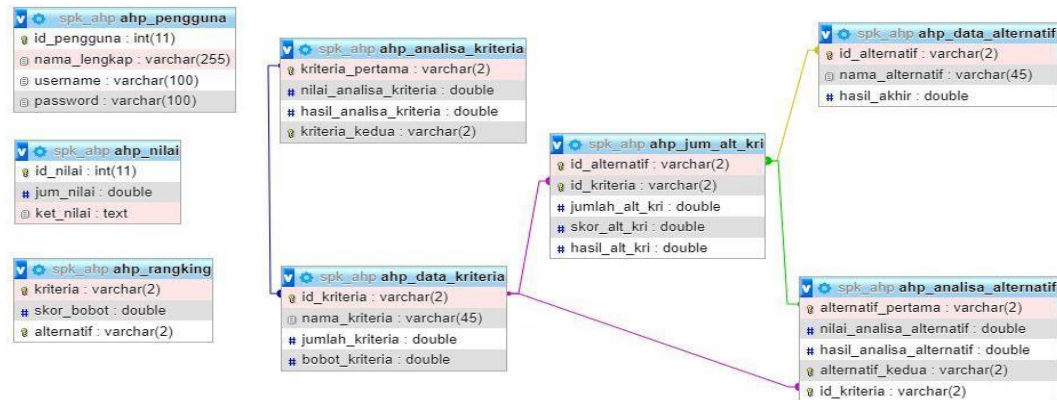 spk_ahp ahp_pengguna
id_pengguna : int(11)
nama_lengkap : varchar(255)
username : varchar(100)
password : varchar(100)
spk_ahp ahp_nilai
id_nilai : int(11)
jum_nilai : double
ket_nilai : text
spk_ahp ahp_rangking
kriteria : varchar(2)
skor_bobot : double
alternatif : varchar(2)
spk_ahp ahp_analisa_kriteria
kriteria_pertama : varchar(2)
nilai_analisa_kriteria : double
hasil_analisa_kriteria : double
kriteria_kedua : varchar(2)
spk_ahp ahp_data_kriteria
id_kriteria : varchar(2)
nama_kriteria : varchar(45)
jumlah_kriteria : double
bobot_kriteria : double
spk_ahp ahp_jum_alt_kri
id_alternatif : varchar(2)
id_kriteria : varchar(2)
jumlah_alt_kri : double
skor_alt_kri : double
hasil_alt_kri : double
spk_ahp ahp_data_alternatif
id_alternatif : varchar(2)
nama_alternatif : varchar(45)
hasil_akhir : double
spk_ahp ahp_analisa_alternatif
alternatif_pertama : varchar(2)
nilai_analisa_alternatif : double
hasil_analisa_alternatif : double
alternatif_kedua : varchar(2)
id_kriteria : varchar(2)